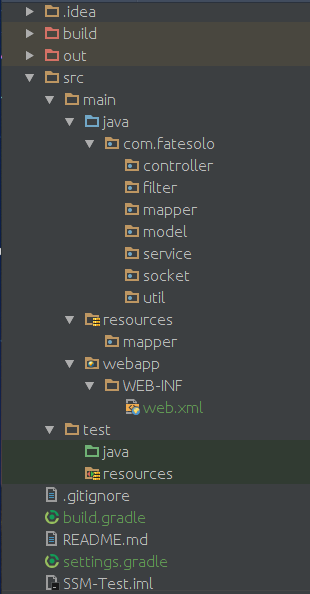 .idea
build
out
src
main
java
com.fatesolo
controller
filter
mapper
model
service
socket
util
resources
mapper
webapp
WEB-INF
web.xml
test
java
resources
.gitignore
build.gradle
README.md
settings.gradle
SSM-Test.iml